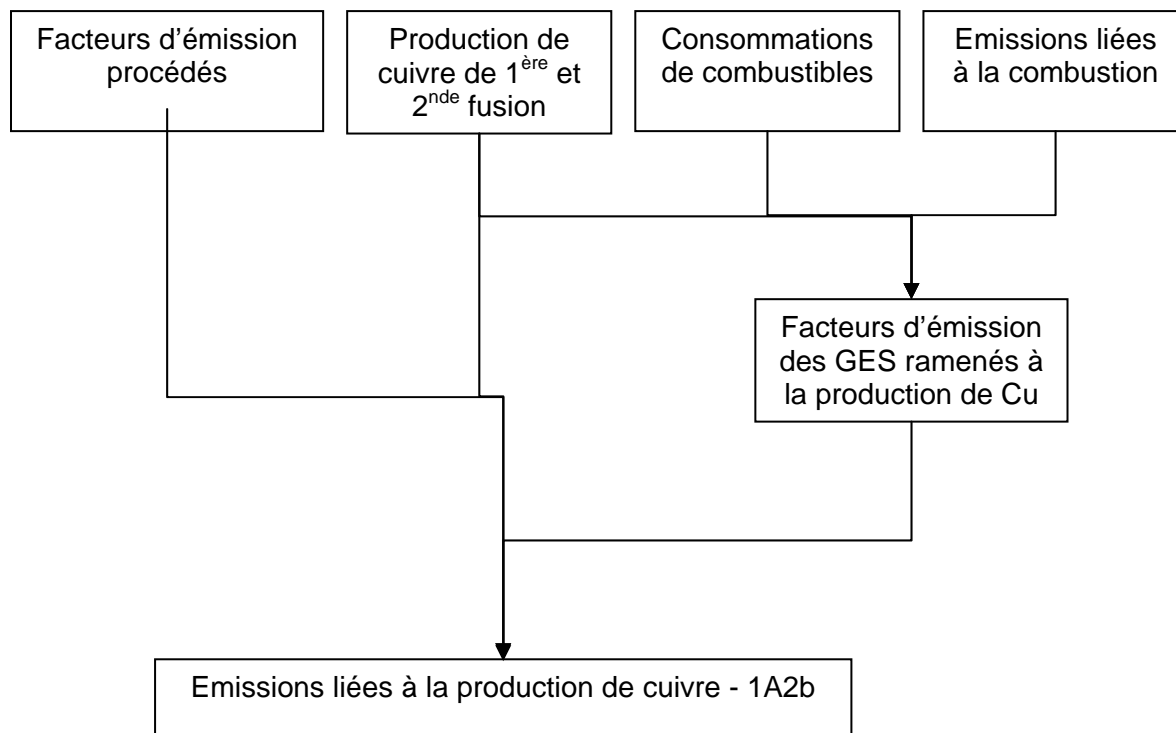 Facteurs d’émission
procédés
Production de
cuivre de 1ère et
2nde fusion
Consommations
de combustibles
Emissions liées
à la combustion
Facteurs d’émission
des GES ramenés à
la production de Cu
Emissions liées à la production de cuivre - 1A2b